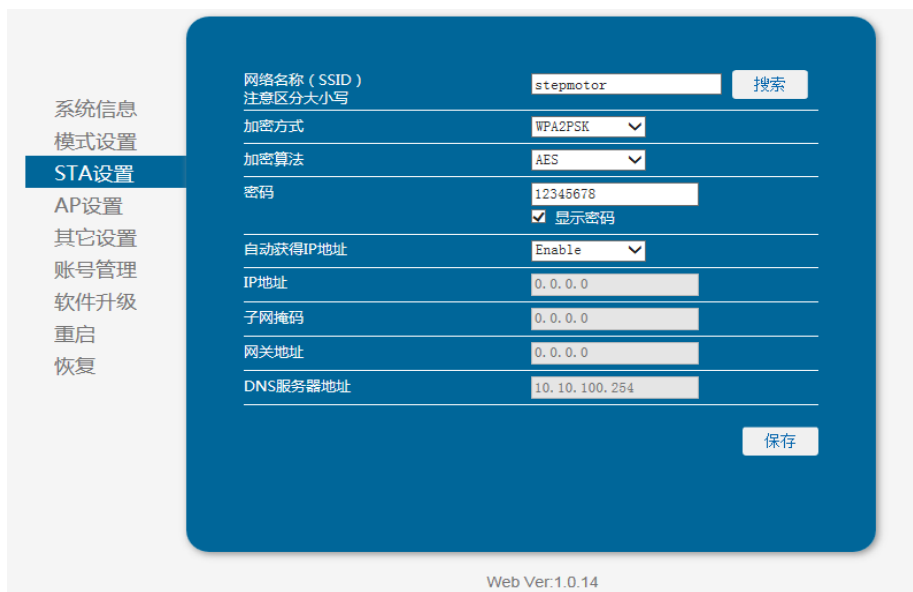 系统信息
模式设置
STA设置
AP设置
其它设置
账号管理
软件升级
重启
恢复
网络名称（SSID）
注意区分大小写
stepmotor
搜索
加密方式
WPA2PSK
加密算法
AES
密码
12345678
显示密码
自动获得IP地址
Enable
IP地址
0.0.0.0
子网掩码
0.0.0.0
网关地址
0.0.0.0
DNS服务器地址
10.10.100.254
保存
Web Ver:1.0.14